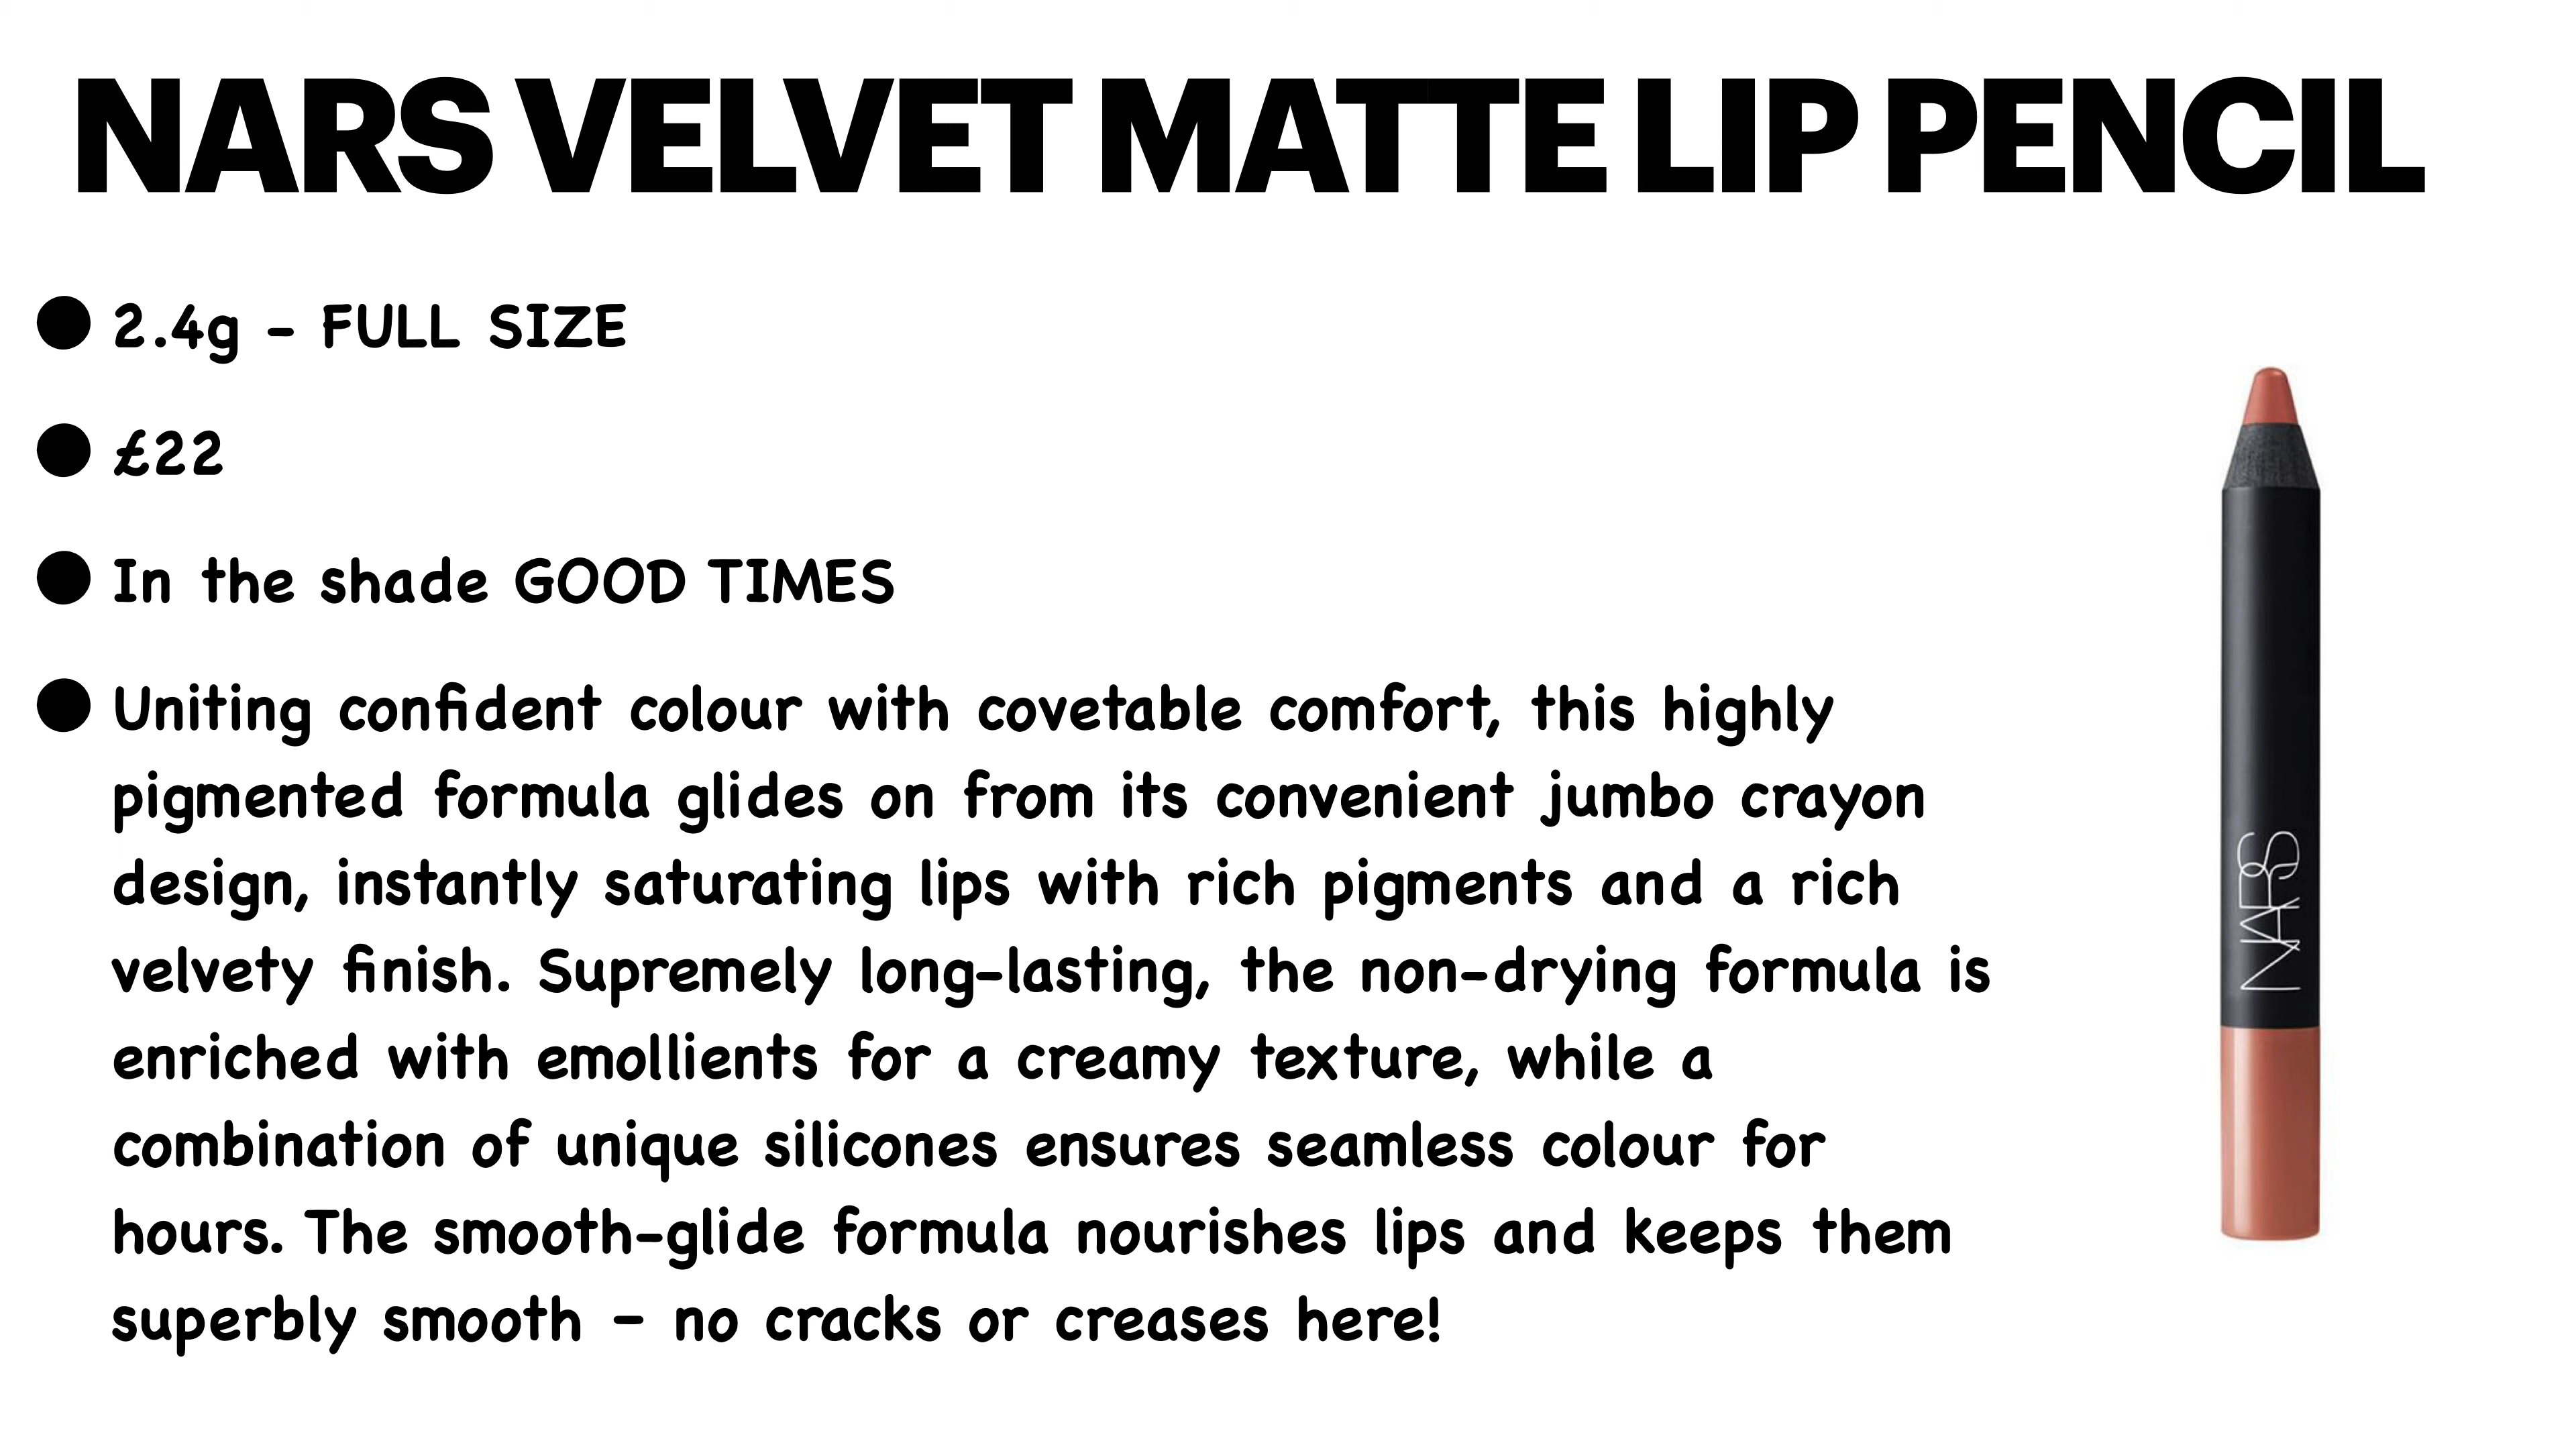 NARS VELVET MATTE LIP PENCIL
● 2.4g - FULL SIZE
● £22
● In the shade GOOD TIMES
● Uniting confident colour with covetable comfort, this highly
pigmented formula glides on from its convenient jumbo crayon
design, instantly saturating lips with rich pigments and a rich
velvety finish. Supremely long-lasting, the non-drying formula is
enriched with emollients for a creamy texture, while a
combination of unique silicones ensures seamless colour for
hours. The smooth-glide formula nourishes lips and keeps them
superbly smooth – no cracks or creases here!
NARS